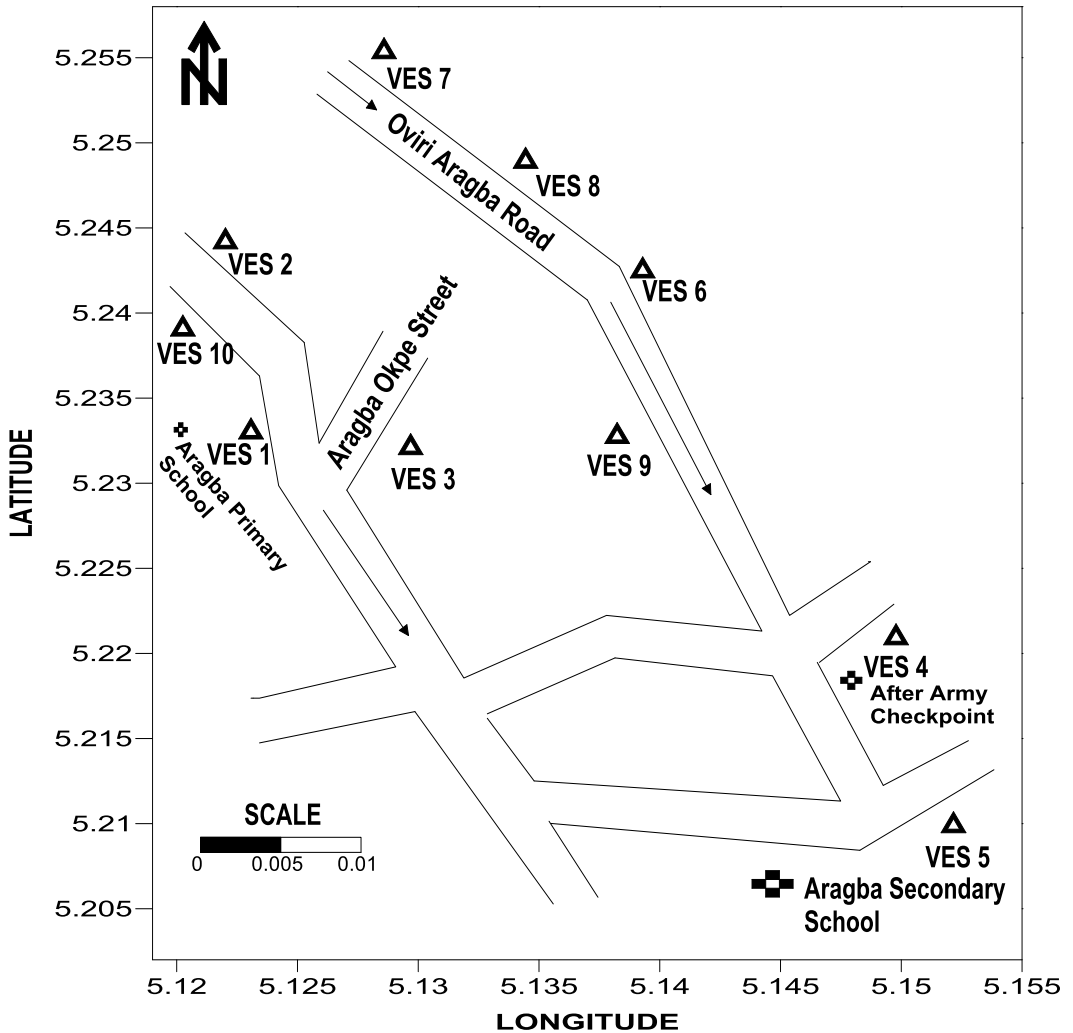 N
5.255
VES 7
5.25
Oviri Aragba Road
VES 8
5.245
VES 2
VES 6
5.24
Aragba Okpe Street
VES 10
5.235
VES 1
VES 3
VES 9
Aragba Primary
School
5.23
LATITUDE
5.225
5.22
VES 4
After Army
Checkpoint
5.215
SCALE
0 0.005 0.01
5.21
VES 5
Aragba Secondary
School
5.205
5.12 5.125 5.13 5.135 5.14 5.145 5.15 5.155
LONGITUDE